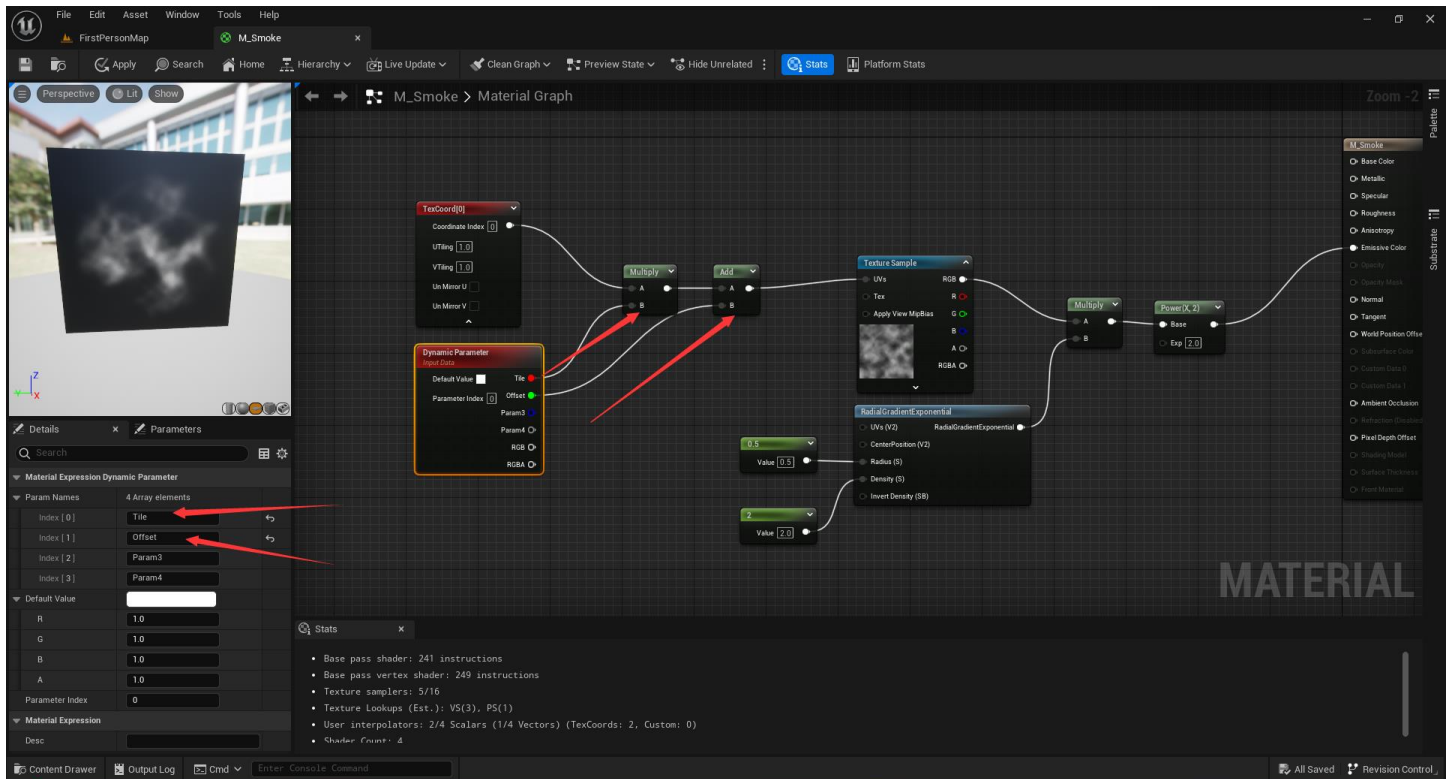 File Edit Asset Window Tools Help
FirstPersonMap M_Smoke
Apply Search Home Hierarchy Live Update Clean Graph Preview State Hide Unrelated Stats Platform Stats
Perspective Lit Show
M_Smoke > Material Graph
Zoom -2
Palette
Substrate
TexCoord[0]
Coordinate Index 0
UTiling 1.0
VTiling 1.0
Un Mirror U
Un Mirror V
Dynamic Parameter
Input Data
Default Value Tile
Parameter Index 0 Offset
Param3
Param4
RGB
RGBA
Multiply
A
B
Add
A
B
Texture Sample
UVs RGB
Tex R
Apply View MipBias G
B
A
RGBA
RadialGradientExponential
UVs (V2) RadialGradientExponential
CenterPosition (V2)
Radius (S)
Density (S)
Invert Density (SB)
0.5
Value 0.5
2
Value 2.0
Multiply
A
B
Power(X, 2)
Base
Exp 2.0
M_Smoke
Base Color
Metallic
Specular
Roughness
Anisotropy
Emissive Color
Opacity
Opacity Mask
Normal
Tangent
World Position Offse
Subsurface Color
Custom Data 0
Custom Data 1
Ambient Occlusion
Refraction (Disabled
Pixel Depth Offset
Shading Model
Surface Thickness
Front Material
MATERIAL
Z
Y
X
Details Parameters
Search
Material Expression Dynamic Parameter
Param Names 4 Array elements
Index [ 0 ] Tile
Index [ 1 ] Offset
Index [ 2 ] Param3
Index [ 3 ] Param4
Default Value
R 1.0
G 1.0
B 1.0
A 1.0
Parameter Index 0
Material Expression
Desc
Stats
Base pass shader: 241 instructions
Base pass vertex shader: 249 instructions
Texture samplers: 5/16
Texture Lookups (Est.): VS(3), PS(1)
User interpolators: 2/4 Scalars (1/4 Vectors) (TexCoords: 2, Custom: 0)
Shader Count: 4
Content Drawer Output Log Cmd Enter Console Command All Saved Revision Control